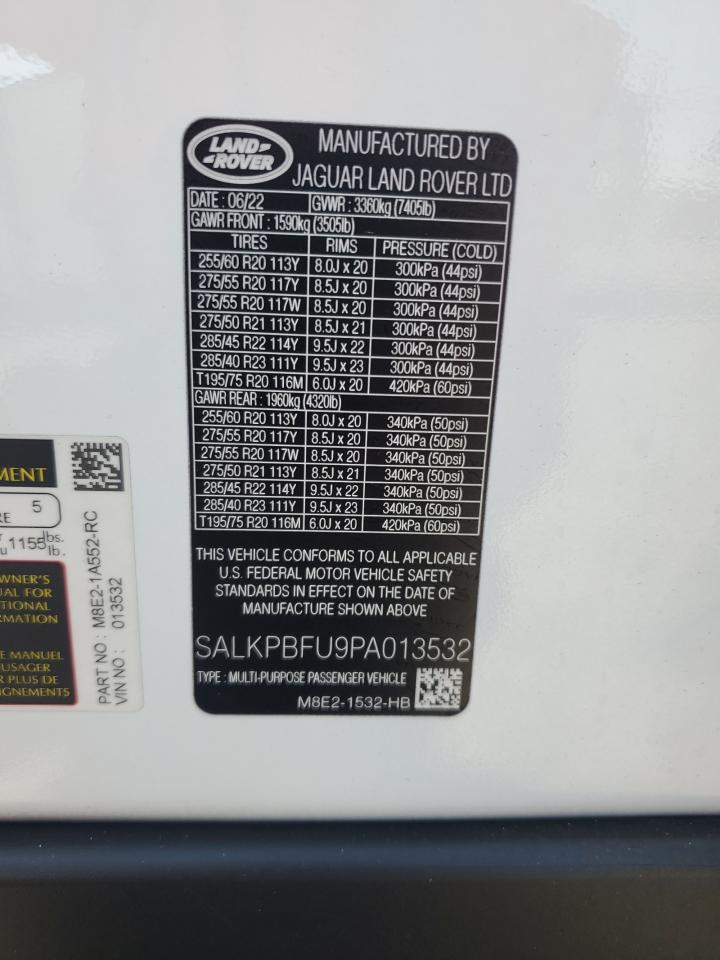 LAND-
-ROVER
MANUFACTURED BY
JAGUAR LAND ROVER LTD
DATE : 06/22 GVWR : 3360kg (7405lb)
GAWR FRONT : 1590kg (3505lb)
TIRES RIMS PRESSURE (COLD)
255/60 R20 113Y 8.0J x 20 300kPa (44psi)
275/55 R20 117Y 8.5J x 20 300kPa (44psi)
275/55 R20 117W 8.5J x 20 300kPa (44psi)
275/50 R21 113Y 8.5J x 21 300kPa (44psi)
285/45 R22 114Y 9.5J x 22 300kPa (44psi)
285/40 R23 111Y 9.5J x 23 300kPa (44psi)
T195/75 R20 116M 6.0J x 20 420kPa (60psi)
GAWR REAR : 1960kg (4320lb)
255/60 R20 113Y 8.0J x 20 340kPa (50psi)
275/55 R20 117Y 8.5J x 20 340kPa (50psi)
275/55 R20 117W 8.5J x 20 340kPa (50psi)
275/50 R21 113Y 8.5J x 21 340kPa (50psi)
285/45 R22 114Y 9.5J x 22 340kPa (50psi)
285/40 R23 111Y 9.5J x 23 340kPa (50psi)
T195/75 R20 116M 6.0J x 20 420kPa (60psi)
THIS VEHICLE CONFORMS TO ALL APPLICABLE
U.S. FEDERAL MOTOR VEHICLE SAFETY
STANDARDS IN EFFECT ON THE DATE OF
MANUFACTURE SHOWN ABOVE
SALKPBFU9PA013532
TYPE : MULTI-PURPOSE PASSENGER VEHICLE
M8E2-1532-HB
MENT
RE 5
1155 lbs.
lb.
WNER'S
UAL FOR
TIONAL
RMATION
E MANUEL
USAGER
R PLUS DE
IGNEMENTS
PART NO : M8E2-1A552-RC
VIN NO : 013532